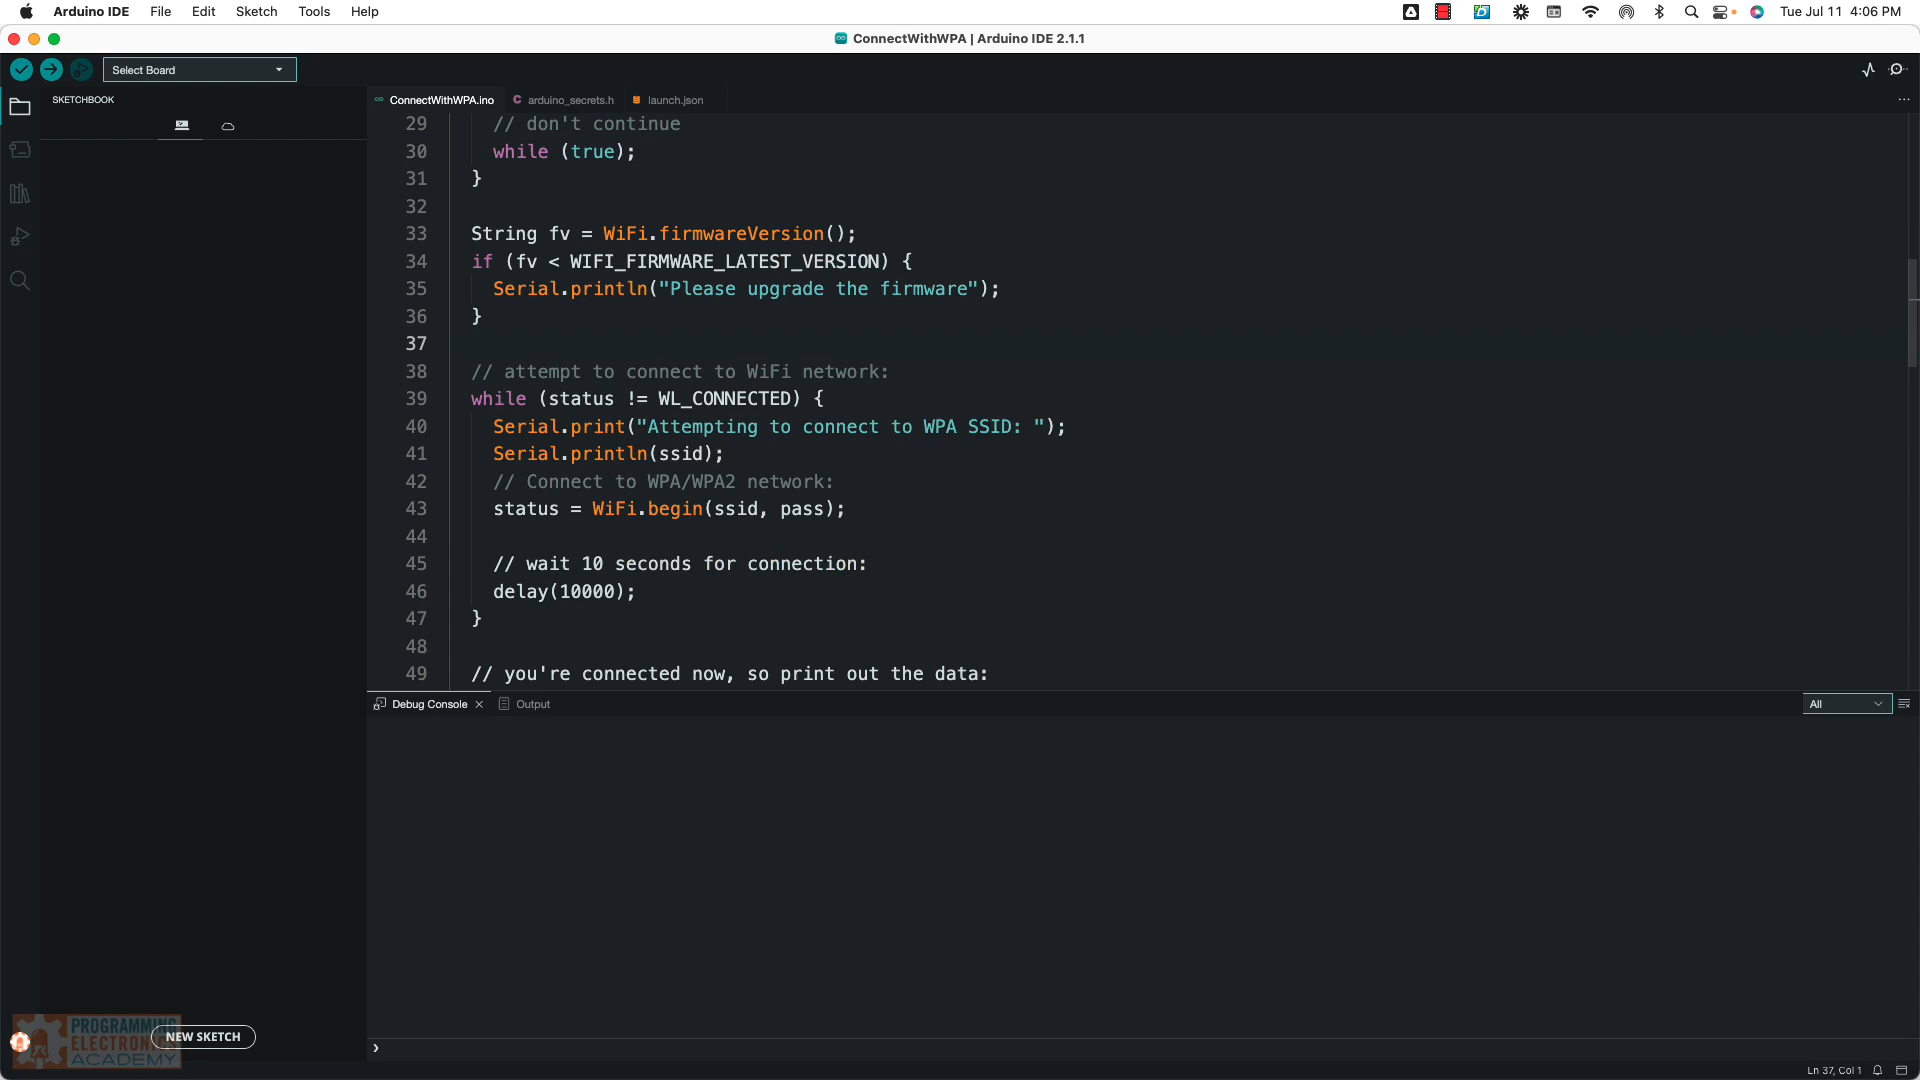 Arduino IDE File Edit Sketch Tools Help Tue Jul 11 4:06 PM
ConnectWithWPA | Arduino IDE 2.1.1
Select Board
SKETCHBOOK
ConnectWithWPA.ino arduino_secrets.h launch.json
29 // don't continue
30 while (true);
31 }
32
33 String fv = WiFi.firmwareVersion();
34 if (fv < WIFI_FIRMWARE_LATEST_VERSION) {
35 Serial.println("Please upgrade the firmware");
36 }
37
38 // attempt to connect to WiFi network:
39 while (status != WL_CONNECTED) {
40 Serial.print("Attempting to connect to WPA SSID: ");
41 Serial.println(ssid);
42 // Connect to WPA/WPA2 network:
43 status = WiFi.begin(ssid, pass);
44
45 // wait 10 seconds for connection:
46 delay(10000);
47 }
48
49 // you're connected now, so print out the data:
Debug Console Output All
PROGRAMMING
ELECTRONICS
ACADEMY
NEW SKETCH
Ln 37, Col 1